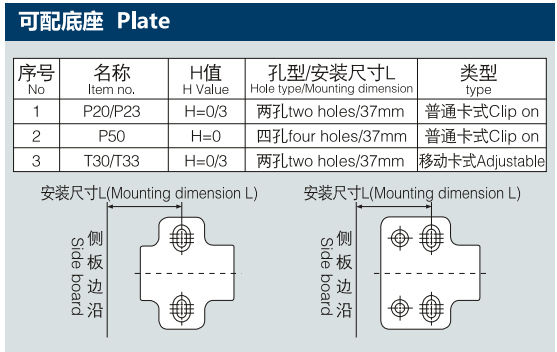 可配底座 Plate
序号 名称 H值 孔型/安装尺寸L 类型
No Item no. H Value Hole type/Mounting dimension type
1 P20/P23 H=0/3 两孔two holes/37mm 普通卡式Clip on
2 P50 H=0 四孔four holes/37mm 普通卡式Clip on
3 T30/T33 H=0/3 两孔two holes/37mm 移动卡式Adjustable
安装尺寸L(Mounting dimension L) 安装尺寸L(Mounting dimension L)
侧板边沿
Side board
侧板边沿
Side board